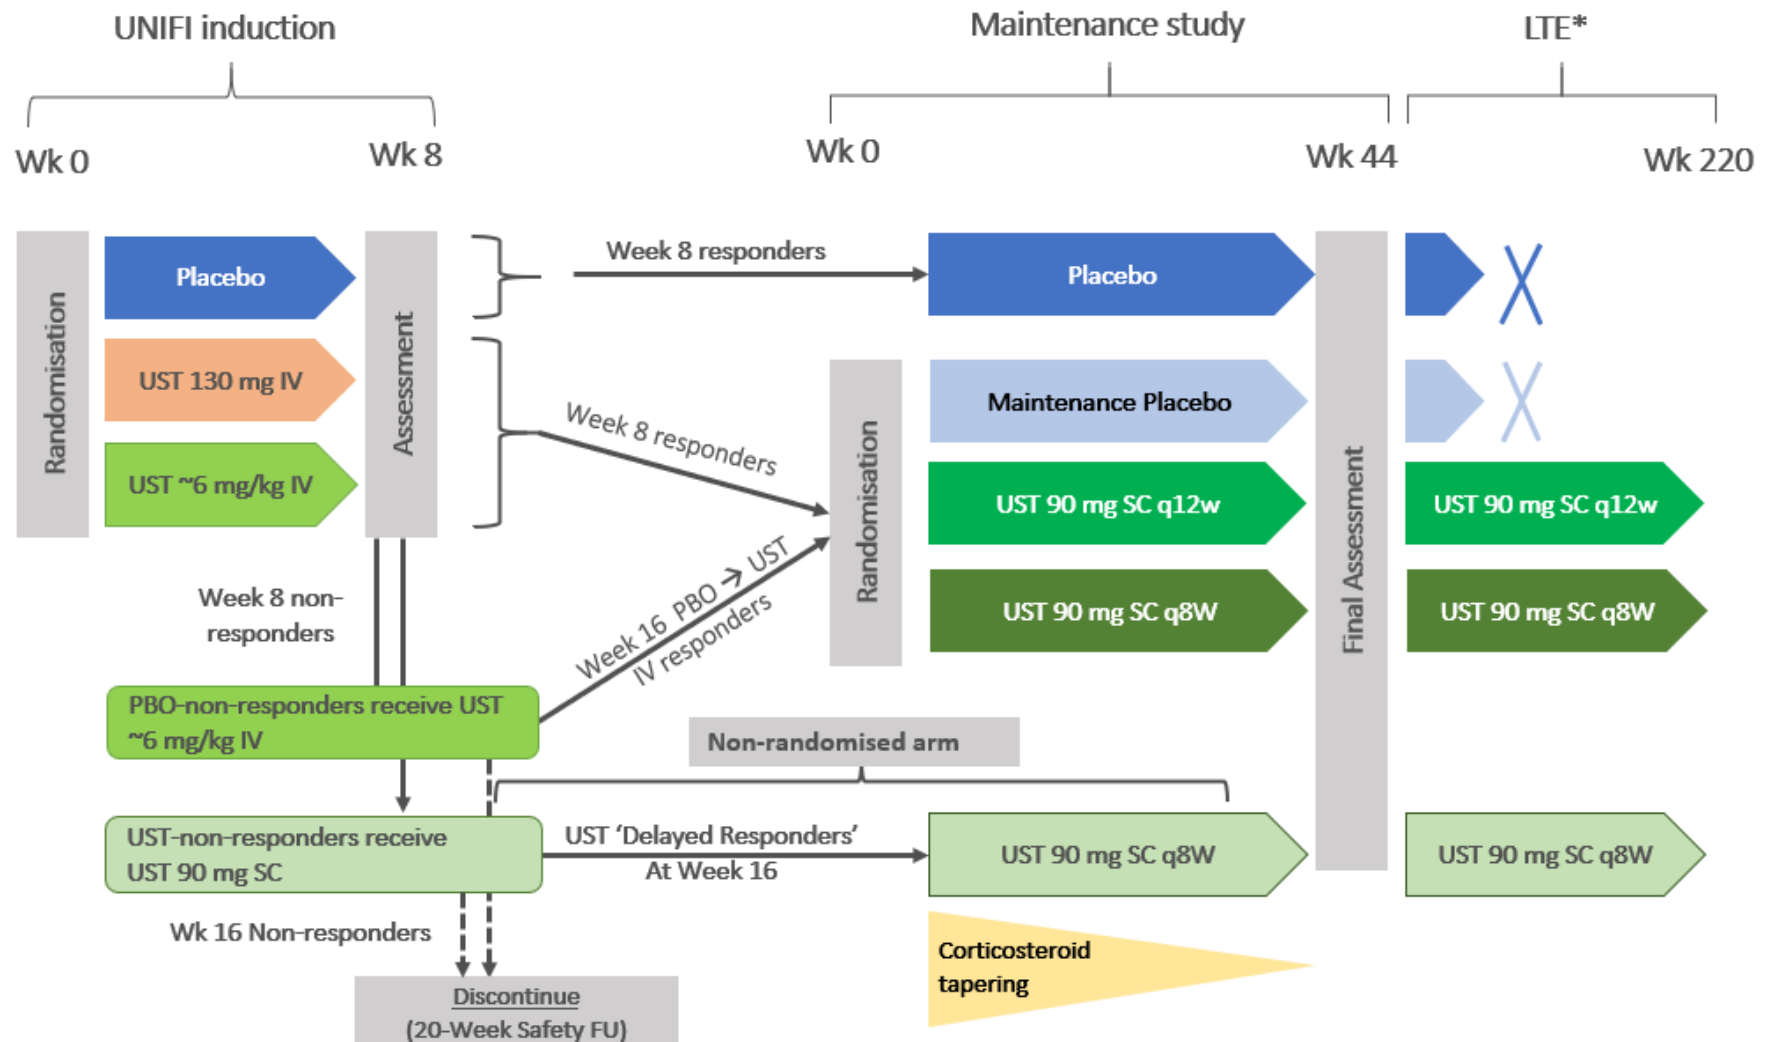 UNIFI induction
Maintenance study
LTE*
Wk 0
Wk 8
Wk 0
Wk 44
Wk 220
Randomisation
Placebo
UST 130 mg IV
UST ~6 mg/kg IV
Assessment
Week 8 responders
Week 8 responders
Week 16 PBO → UST
IV responders
Randomisation
Placebo
Maintenance Placebo
UST 90 mg SC q12w
UST 90 mg SC q8W
Final Assessment
UST 90 mg SC q12w
UST 90 mg SC q8W
Week 8 non-
responders
PBO-non-responders receive UST
~6 mg/kg IV
Non-randomised arm
UST-non-responders receive
UST 90 mg SC
UST ‘Delayed Responders’
At Week 16
UST 90 mg SC q8W
UST 90 mg SC q8W
Wk 16 Non-responders
Corticosteroid
tapering
Discontinue
(20-Week Safety FU)